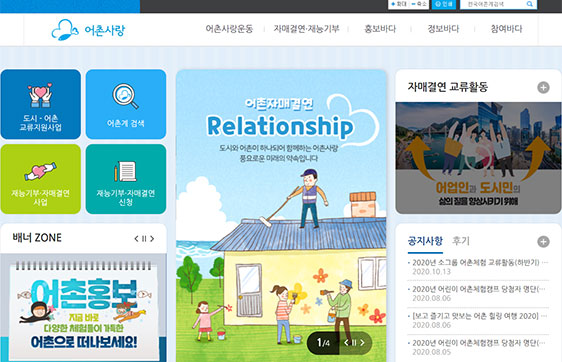 확대 축소 인쇄 한국어촌계검색
어촌사랑
어촌사랑운동 자매결연·재능기부 홍보바다 정보바다 참여바다
도시·어촌
교류지원사업
어촌계 검색
재능기부·자매결연
사업
재능기부·자매결연
신청
배너 ZONE
어촌홍보
지금 바로
다양한 체험들이 가득한
어촌으로 떠나보세요!
어촌자매결연
Relationship
도시와 어촌이 하나되어 함께하는 어촌사랑
풍요로운 미래의 약속입니다
1/4
자매결연 교류활동
어업인과 도시민의
삶의 질을 향상시키기 위해
공지사항 후기
2020년 소그룹 어촌체험 교류활동(하반기) ···
2020.10.13
2020년 어린이 어촌체험캠프 당첨자 명단(···
2020.08.06
[보고 즐기고 맛보는 어촌 힐링 여행 2020] ···
2020.08.06
2020년 어린이 어촌체험캠프 당첨자 명단···
2020.08.05